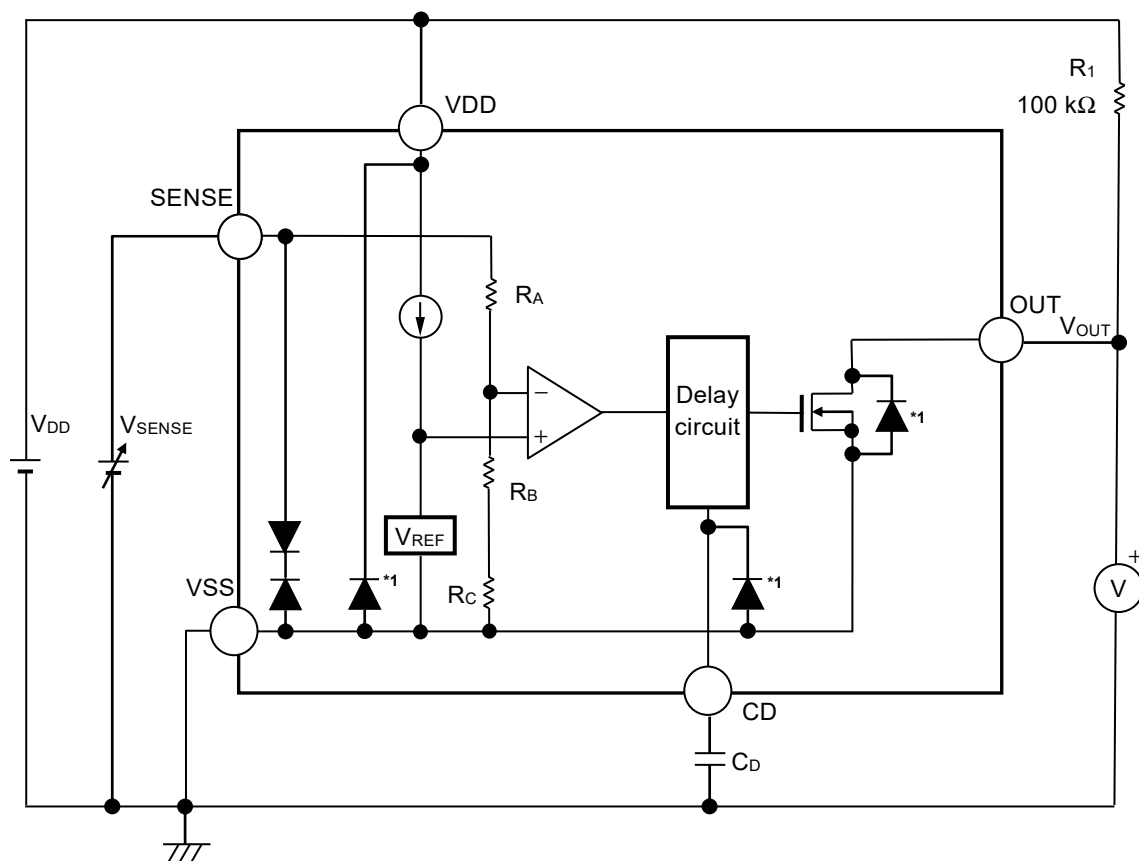 VDD
R1
100 kΩ
SENSE
RA
OUT
VOUT
Delay
circuit
*1
VDD
VSENSE
−
+
RB
VREF
+
V
VSS
*1
RC
*1
CD
CD